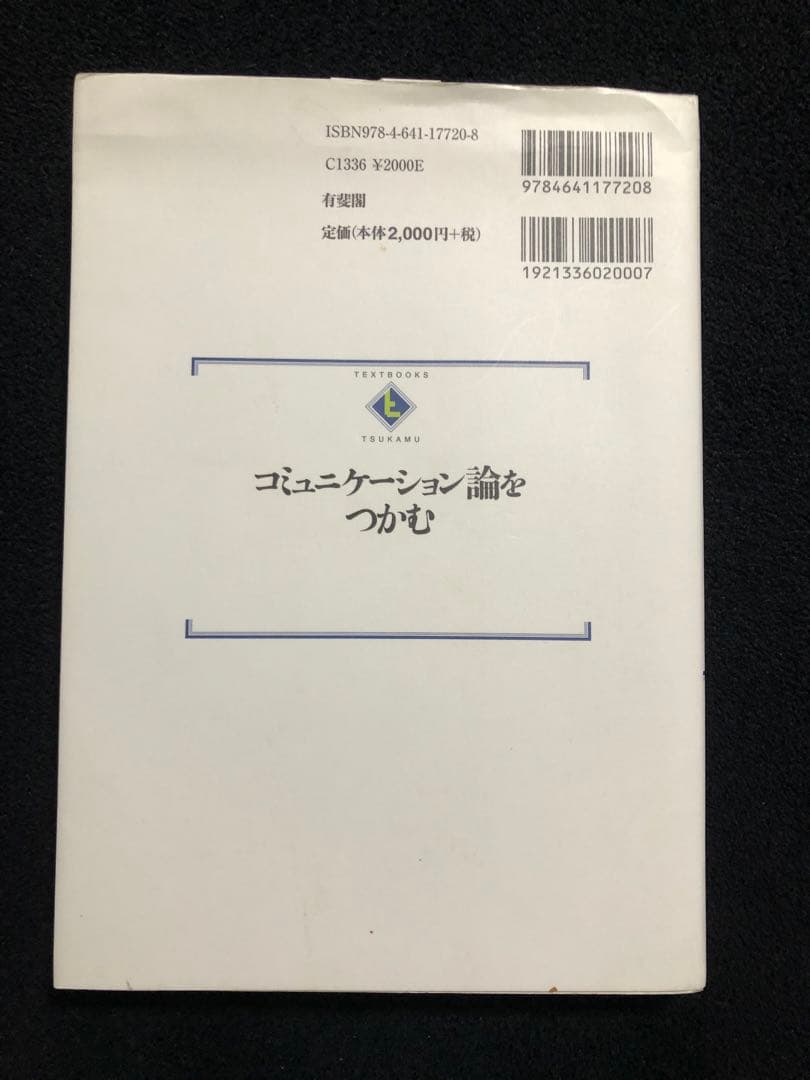 ISBN978-4-641-17720-8
C1336 ¥2000E
有斐閣
定価(本体2,000円+税)
9784641177208
1921336020007
TEXTBOOKS
t
TSUKAMU
コミュニケーション論を
つかむ